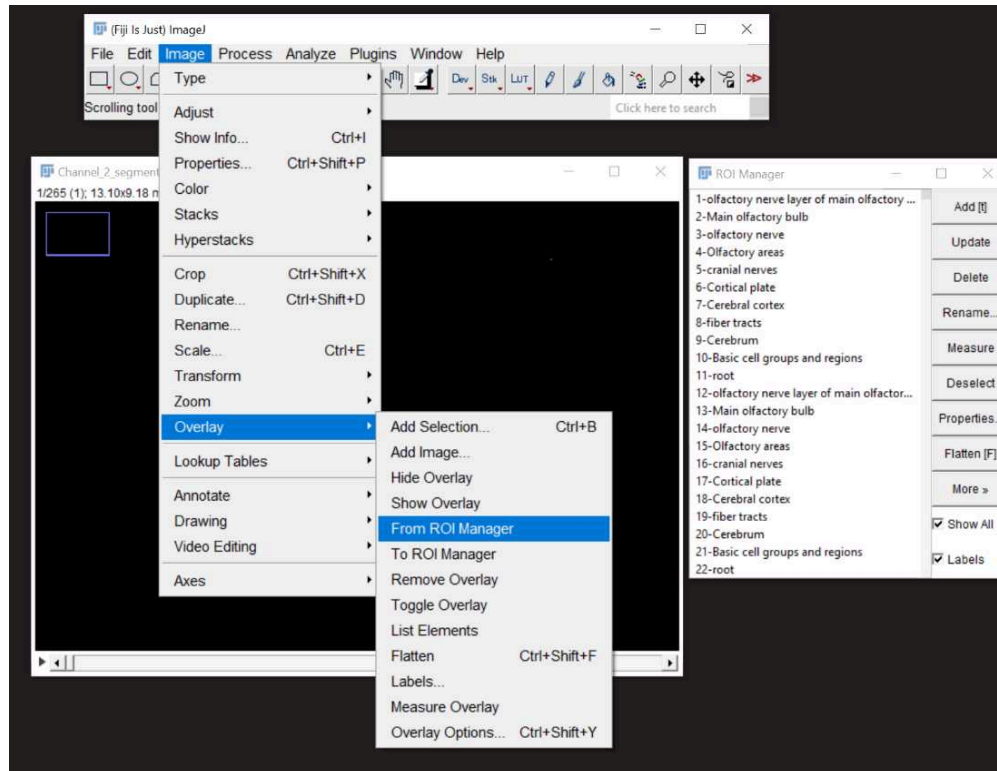 (Fiji Is Just) ImageJ
File Edit Image Process Analyze Plugins Window Help
Dev Stk LUT
Scrolling tool
Click here to search
Type
Adjust
Show Info... Ctrl+I
Properties... Ctrl+Shift+P
Color
Stacks
Hyperstacks
Crop Ctrl+Shift+X
Duplicate... Ctrl+Shift+D
Rename...
Scale... Ctrl+E
Transform
Zoom
Overlay
Lookup Tables
Annotate
Drawing
Video Editing
Axes
Add Selection... Ctrl+B
Add Image...
Hide Overlay
Show Overlay
From ROI Manager
To ROI Manager
Remove Overlay
Toggle Overlay
List Elements
Flatten Ctrl+Shift+F
Labels...
Measure Overlay
Overlay Options... Ctrl+Shift+Y
Channel_2_segment
1/265 (1); 13.10x9.18 m
ROI Manager
1-olfactory nerve layer of main olfactory ...
2-Main olfactory bulb
3-olfactory nerve
4-Olfactory areas
5-cranial nerves
6-Cortical plate
7-Cerebral cortex
8-fiber tracts
9-Cerebrum
10-Basic cell groups and regions
11-root
12-olfactory nerve layer of main olfactor...
13-Main olfactory bulb
14-olfactory nerve
15-Olfactory areas
16-cranial nerves
17-Cortical plate
18-Cerebral cortex
19-fiber tracts
20-Cerebrum
21-Basic cell groups and regions
22-root
Add [t]
Update
Delete
Rename...
Measure
Deselect
Properties.
Flatten [F]
More »
Show All
Labels